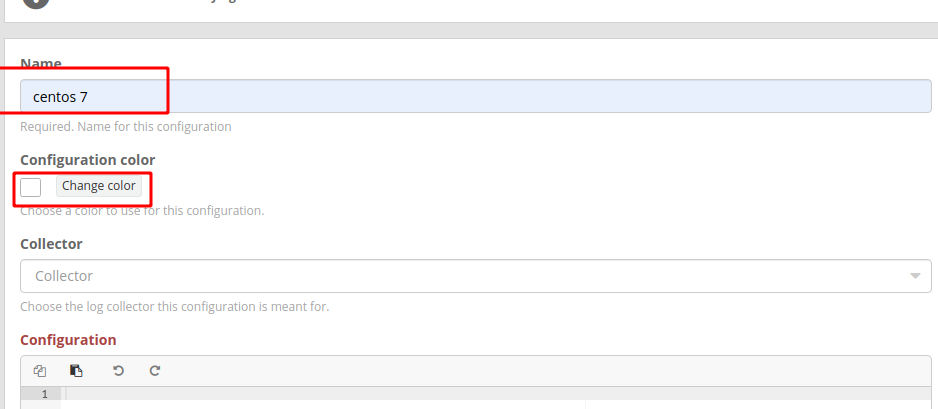 Name
centos 7
Required. Name for this configuration
Configuration color
Change color
Choose a color to use for this configuration.
Collector
Collector
Choose the log collector this configuration is meant for.
Configuration
1